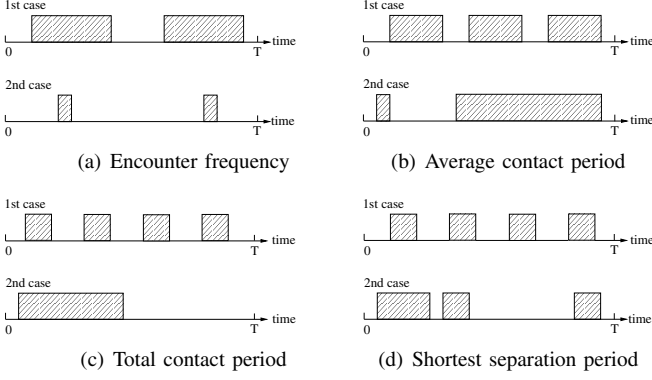 1st case
0
T
time
2nd case
0
T
time
(a) Encounter frequency
1st case
0
T
time
2nd case
0
T
time
(b) Average contact period
1st case
0
T
time
2nd case
0
T
time
(c) Total contact period
1st case
0
T
time
2nd case
0
T
time
(d) Shortest separation period